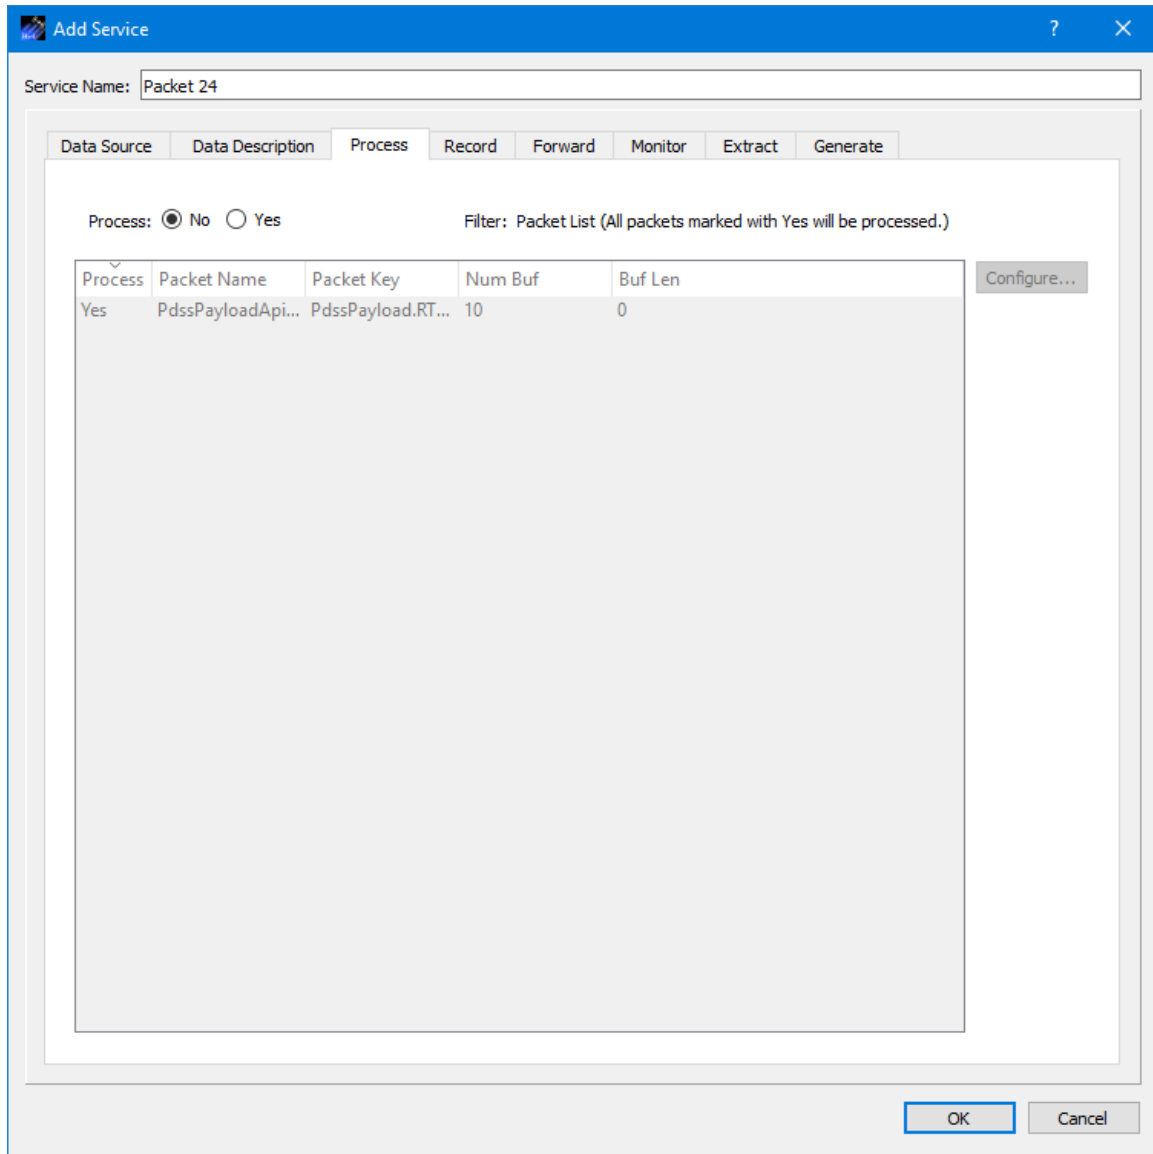 Add Service ?
Service Name: Packet 24
Data Source Data Description Process Record Forward Monitor Extract Generate
Process: No Yes Filter: Packet List (All packets marked with Yes will be processed.)
Process Packet Name Packet Key Num Buf Buf Len Configure...
Yes PdssPayloadApi... PdssPayload.RT... 10 0
OK Cancel